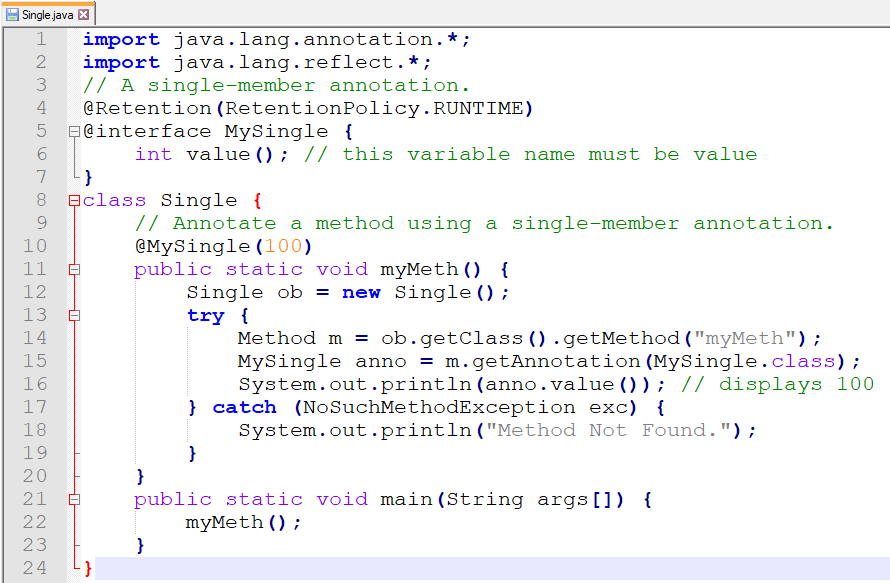 Single.java
1 import java.lang.annotation.*;
2 import java.lang.reflect.*;
3 // A single-member annotation.
4 @Retention(RetentionPolicy.RUNTIME)
5 @interface MySingle {
6     int value(); // this variable name must be value
7 }
8 class Single {
9     // Annotate a method using a single-member annotation.
10     @MySingle(100)
11     public static void myMeth() {
12         Single ob = new Single();
13         try {
14             Method m = ob.getClass().getMethod("myMeth");
15             MySingle anno = m.getAnnotation(MySingle.class);
16             System.out.println(anno.value()); // displays 100
17         } catch (NoSuchMethodException exc) {
18             System.out.println("Method Not Found.");
19         }
20     }
21     public static void main(String args[]) {
22         myMeth();
23     }
24 }